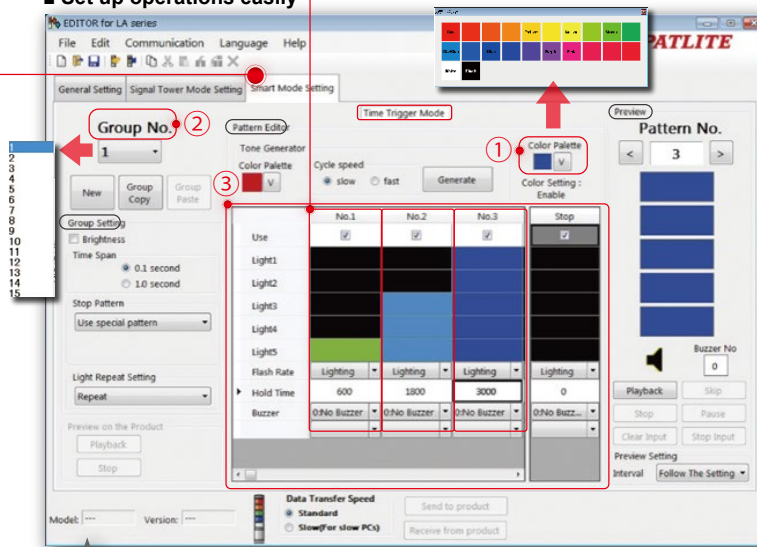 ■ Set up operations easily
EDITOR for LA series
File Edit Communication Language Help
PATLITE
General Setting Signal Tower Mode Setting Smart Mode Setting
Time Trigger Mode
Group No. ②
1
1
2
3
4
5
6
7
8
9
10
11
12
13
14
15
New Group Copy Group Paste
Group Setting
Brightness
Time Span
0.1 second
1.0 second
Stop Pattern
Use special pattern
Light Repeat Setting
Repeat
Preview on the Product
Playback
Stop
Pattern Editor
Tone Generator
Color Palette
V
Cycle speed
slow fast
Generate
① Color Palette
V
Color Setting :
Enable
③
No.1 No.2 No.3 Stop
Use
Light1
Light2
Light3
Light4
Light5
Flash Rate Lighting Lighting Lighting Lighting
Hold Time 600 1800 3000 0
Buzzer 0:No Buzzer 0:No Buzzer 0:No Buzzer 0:No Buzz...
Preview
Pattern No.
< 3 >
Buzzer No
0
Playback Skip
Stop Pause
Clear Input Stop Input
Preview Setting
Interval Follow The Setting
Model: --- Version: ---
Data Transfer Speed
Standard
Slow(For slow PCs)
Send to product
Receive from product